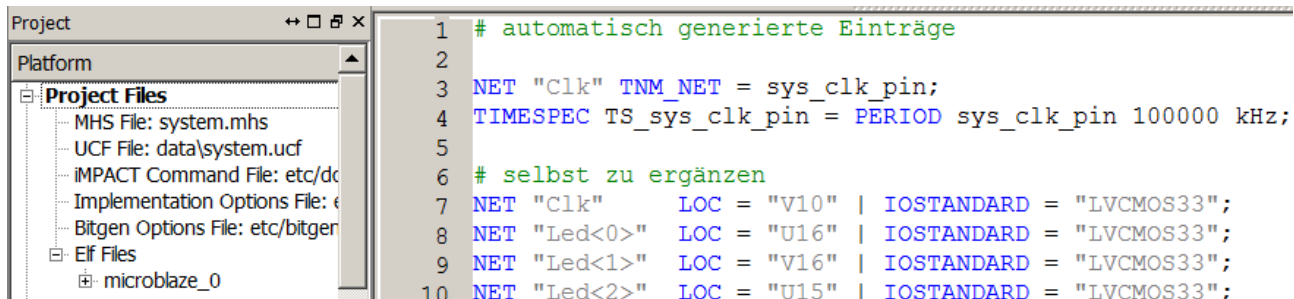 Project
Platform
Project Files
MHS File: system.mhs
UCF File: data\system.ucf
iMPACT Command File: etc/do
Implementation Options File:
Bitgen Options File: etc/bitgen
Elf Files
microblaze_0
1 # automatisch generierte Einträge
2
3 NET "Clk" TNM_NET = sys_clk_pin;
4 TIMESPEC TS_sys_clk_pin = PERIOD sys_clk_pin 100000 kHz;
5
6 # selbst zu ergänzen
7 NET "Clk" LOC = "V10" | IOSTANDARD = "LVCMOS33";
8 NET "Led<0>" LOC = "U16" | IOSTANDARD = "LVCMOS33";
9 NET "Led<1>" LOC = "V16" | IOSTANDARD = "LVCMOS33";
10 NET "Led<2>" LOC = "U15" | IOSTANDARD = "LVCMOS33";